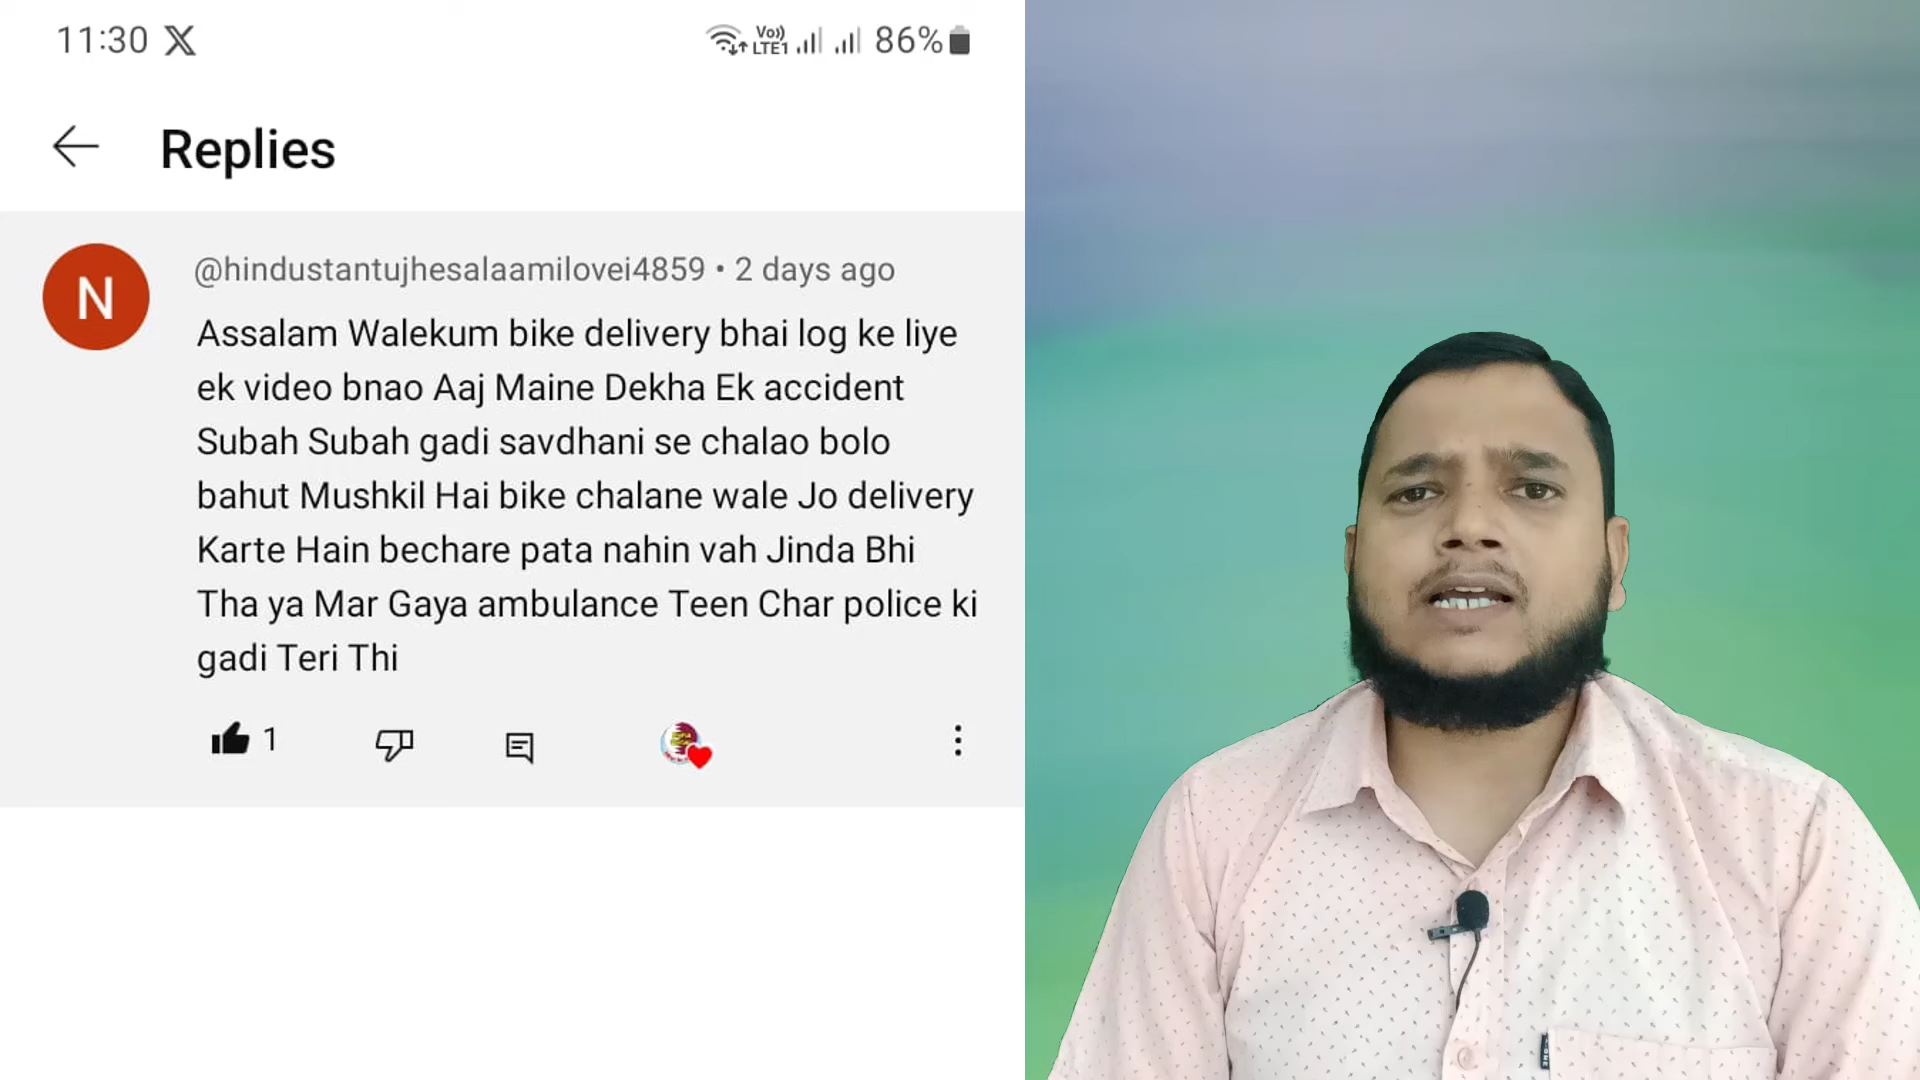 11:30 X
Vo)) LTE1 86%
Replies
N
@hindustantujhesalaamilovei4859 • 2 days ago
Assalam Walekum bike delivery bhai log ke liye
ek video bnao Aaj Maine Dekha Ek accident
Subah Subah gadi savdhani se chalao bolo
bahut Mushkil Hai bike chalane wale Jo delivery
Karte Hain bechare pata nahin vah Jinda Bhi
Tha ya Mar Gaya ambulance Teen Char police ki
gadi Teri Thi
1